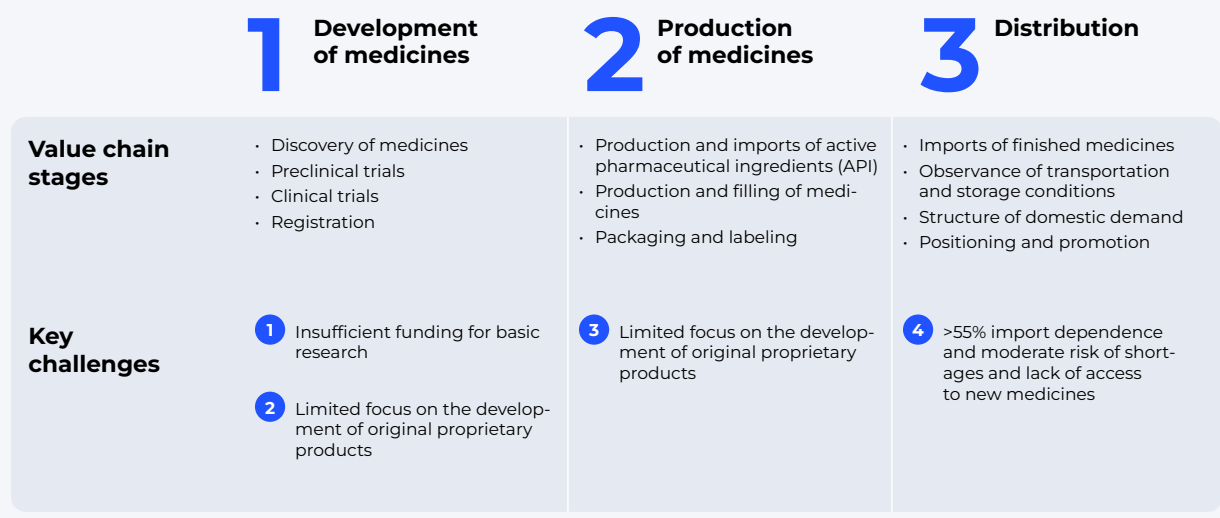 1
Development
of medicines
2
Production
of medicines
3
Distribution
Value chain
stages
• Discovery of medicines
• Preclinical trials
• Clinical trials
• Registration
• Production and imports of active
pharmaceutical ingredients (API)
• Production and filling of medi-
cines
• Packaging and labeling
• Imports of finished medicines
• Observance of transportation
and storage conditions
• Structure of domestic demand
• Positioning and promotion
Key
challenges
1 Insufficient funding for basic
research
2 Limited focus on the develop-
ment of original proprietary
products
3 Limited focus on the develop-
ment of original proprietary
products
4 >55% import dependence
and moderate risk of short-
ages and lack of access
to new medicines